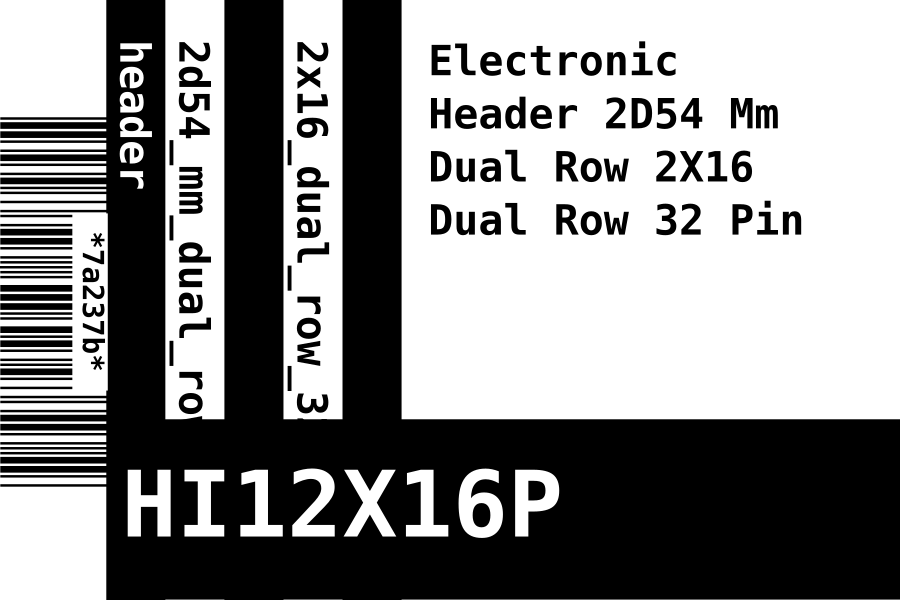 *7a237b*
header
2d54_mm_dual_ro
2x16_dual_row_3
Electronic
Header 2D54 Mm
Dual Row 2X16
Dual Row 32 Pin
HI12X16P